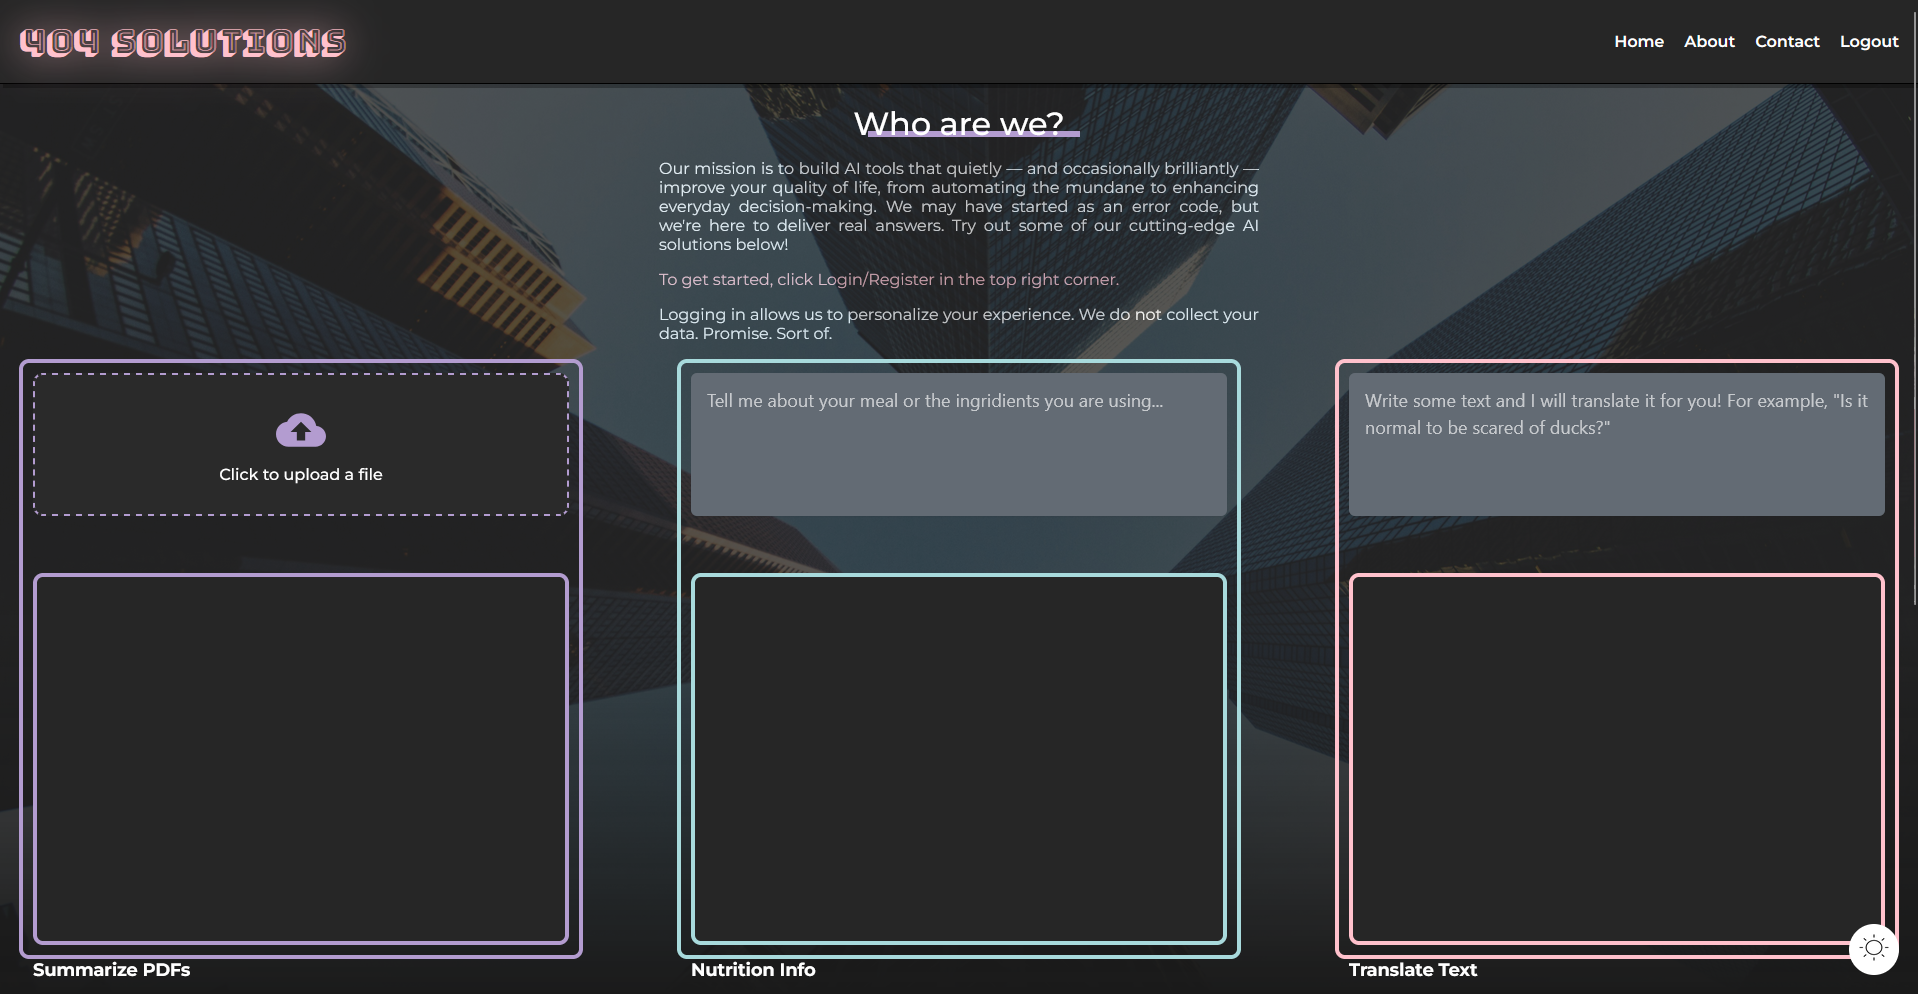 404 SOLUTIONS
Home About Contact Logout
Who are we?
Our mission is to build AI tools that quietly — and occasionally brilliantly —
improve your quality of life, from automating the mundane to enhancing
everyday decision-making. We may have started as an error code, but
we're here to deliver real answers. Try out some of our cutting-edge AI
solutions below!
To get started, click Login/Register in the top right corner.
Logging in allows us to personalize your experience. We do not collect your
data. Promise. Sort of.
Click to upload a file
Summarize PDFs
Tell me about your meal or the ingridients you are using...
Nutrition Info
Write some text and I will translate it for you! For example, "Is it
normal to be scared of ducks?"
Translate Text